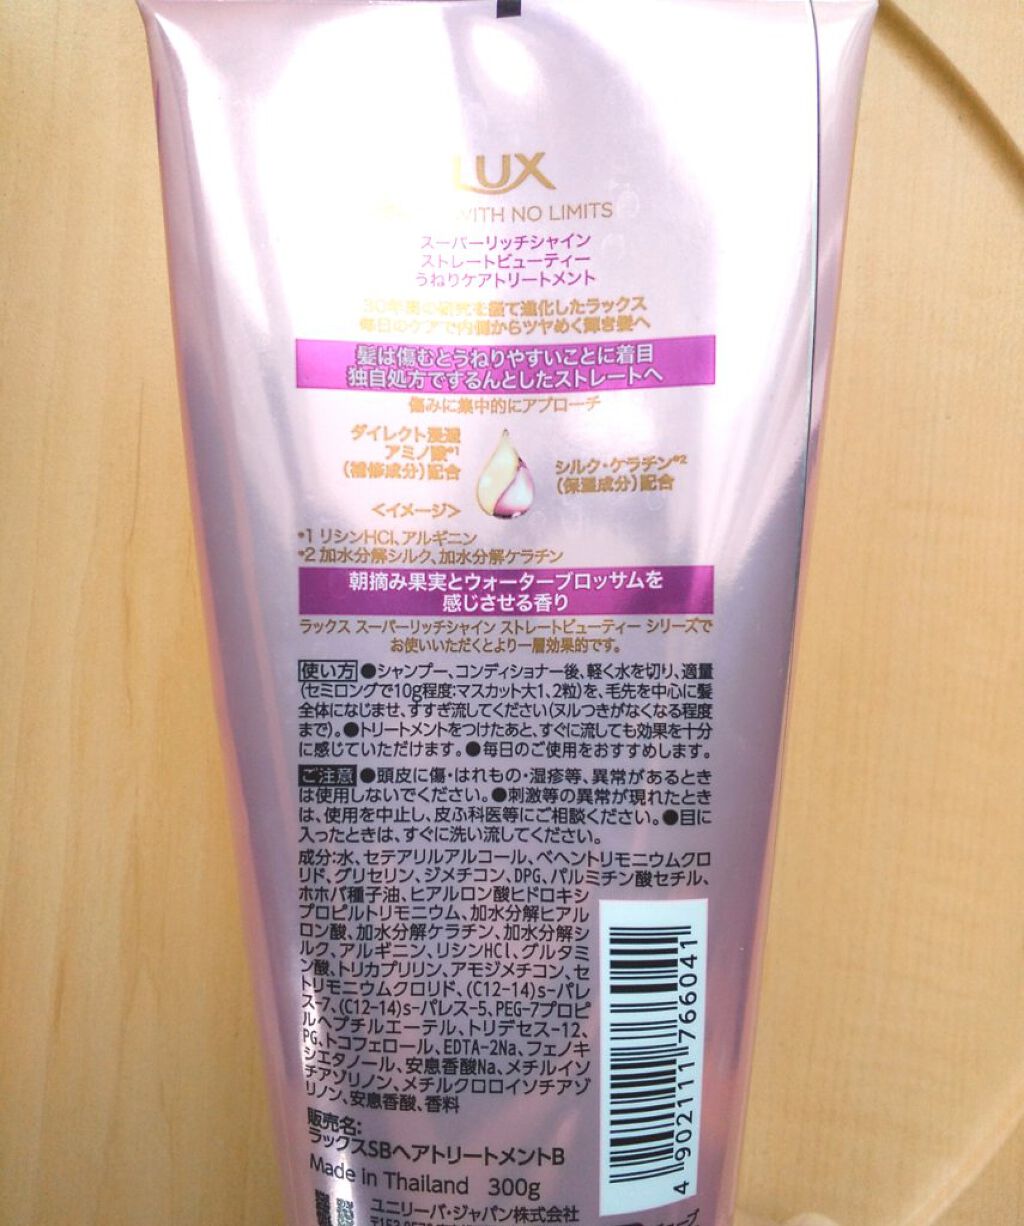 LUX
WITH NO LIMITS
スーパーリッチシャイン
ストレートビューティー
うねりケアトリートメント
30年間の研究を経て進化したラックス
毎日のケアで内側からツヤめく輝き髪へ
髪は傷むとうねりやすいことに着目
独自処方でするんとしたストレートへ
傷みに集中的にアプローチ
ダイレクト浸透
アミノ酸*1
(補修成分)配合
シルク・ケラチン*2
(保湿成分)配合
<イメージ>
*1 リシンHCl、アルギニン
*2 加水分解シルク、加水分解ケラチン
朝摘み果実とウォーターブロッサムを
感じさせる香り
ラックス スーパーリッチシャイン ストレートビューティー シリーズで
お使いいただくとより一層効果的です。
使い方 ●シャンプー、コンディショナー後、軽く水を切り、適量
(セミロングで10g程度:マスカット大1、2粒)を、毛先を中心に髪
全体になじませ、すすぎ流してください(ヌルつきがなくなる程度
まで)。●トリートメントをつけたあと、すぐに流しても効果を十分
に感じていただけます。●毎日のご使用をおすすめします。
ご注意 ●頭皮に傷・はれもの・湿疹等、異常があるとき
は使用しないでください。●刺激等の異常が現れたとき
は、使用を中止し、皮ふ科医等にご相談ください。●目に
入ったときは、すぐに洗い流してください。
成分:水、セテアリルアルコール、ベヘントリモニウムクロ
リド、グリセリン、ジメチコン、DPG、パルミチン酸セチル、
ホホバ種子油、ヒアルロン酸ヒドロキシ
プロピルトリモニウム、加水分解ヒアル
ロン酸、加水分解ケラチン、加水分解シ
ルク、アルギニン、リシンHCl、グルタミ
ン酸、トリカプリリン、アモジメチコン、セ
トリモニウムクロリド、(C12-14)s-パレ
ス-7、(C12-14)s-パレス-5、PEG-7プロピ
ルヘプチルエーテル、トリデセス-12、
PG、トコフェロール、EDTA-2Na、フェノキ
シエタノール、安息香酸Na、メチルイソ
チアゾリノン、メチルクロロイソチアゾ
リノン、安息香酸、香料
販売名:
ラックスSBヘアトリートメントB
Made in Thailand 300g
ユニリーバ・ジャパン株式会社
4 902111 766041